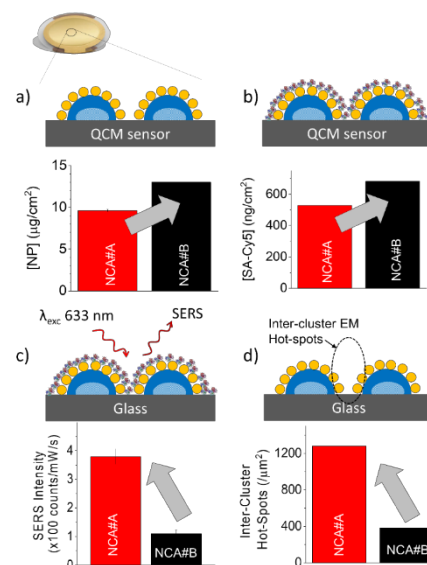 a)
b)
QCM sensor
QCM sensor
[NP] (μg/cm²)
15
10
5
0
NCA#A
NCA#B
[SA-Cy5] (ng/cm²)
600
400
200
0
NCA#A
NCA#B
λexc 633 nm
SERS
Inter-cluster EM
Hot-spots
c)
d)
Glass
Glass
SERS Intensity
(x100 counts/mW/s)
5
4
3
2
1
0
NCA#A
NCA#B
Inter-Cluster
Hot-Spots (/μm²)
1200
800
400
0
NCA#A
NCA#B